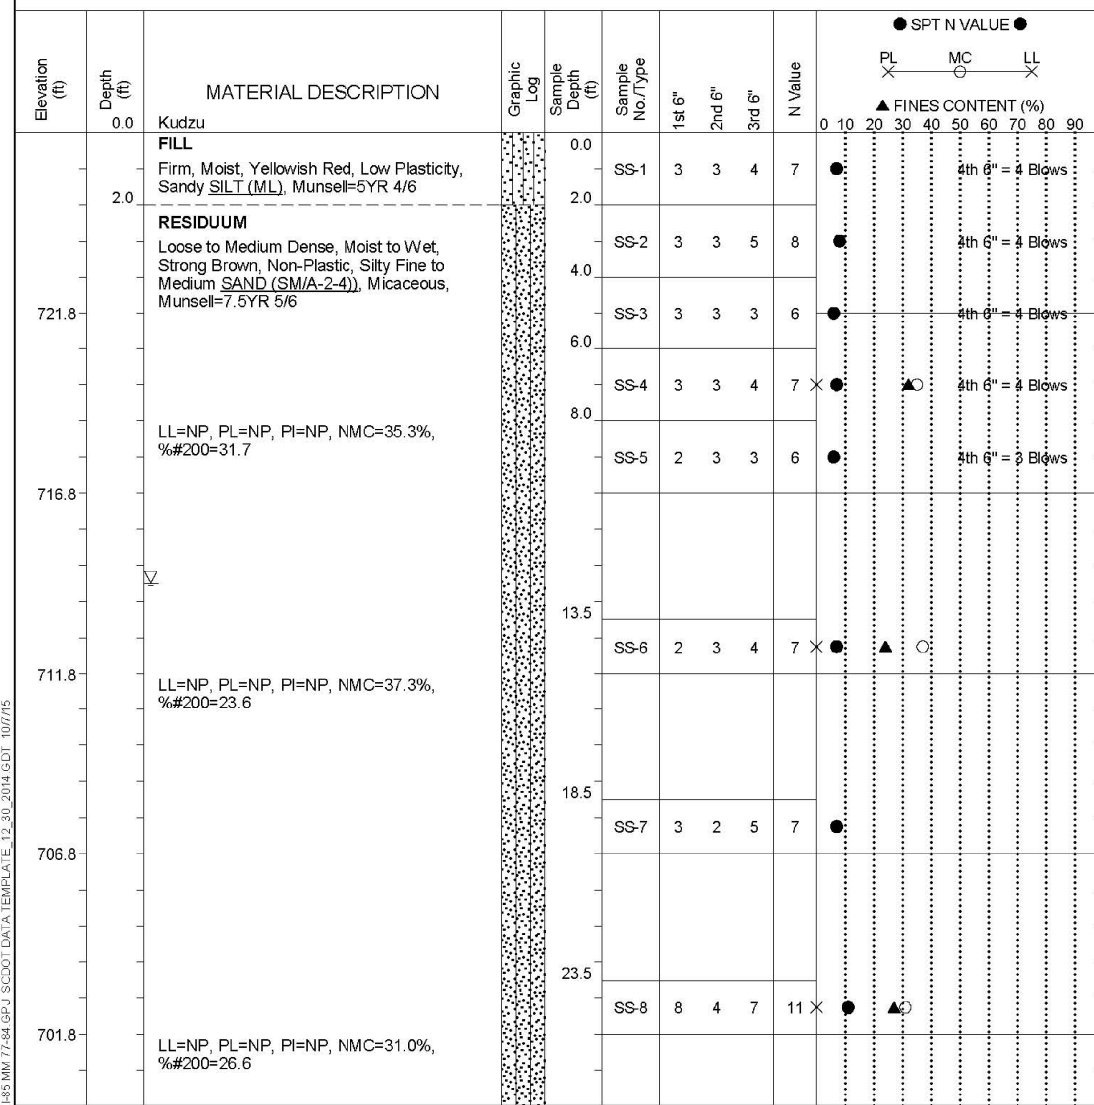 ● SPT N VALUE ●
PL MC LL
▲ FINES CONTENT (%)
0 10 20 30 40 50 60 70 80 90
Elevation (ft)
Depth (ft)
MATERIAL DESCRIPTION
Graphic Log
Sample Depth (ft)
Sample No./Type
1st 6"
2nd 6"
3rd 6"
N Value
0.0 Kudzu
FILL
0.0
Firm, Moist, Yellowish Red, Low Plasticity,
Sandy SILT (ML), Munsell=5YR 4/6
SS-1 3 3 4 7 4th 6" = 4 Blows
2.0 2.0
RESIDUUM
Loose to Medium Dense, Moist to Wet,
Strong Brown, Non-Plastic, Silty Fine to
Medium SAND (SM/A-2-4)), Micaceous,
Munsell=7.5YR 5/6
SS-2 3 3 5 8 4th 6" = 4 Blows
4.0
721.8 SS-3 3 3 3 6 4th 6" = 4 Blows
6.0
SS-4 3 3 4 7 4th 6" = 4 Blows
8.0
LL=NP, PL=NP, PI=NP, NMC=35.3%,
%#200=31.7
SS-5 2 3 3 6 4th 6" = 3 Blows
716.8
13.5
SS-6 2 3 4 7
711.8
LL=NP, PL=NP, PI=NP, NMC=37.3%,
%#200=23.6
18.5
SS-7 3 2 5 7
706.8
23.5
SS-8 8 4 7 11
701.8
LL=NP, PL=NP, PI=NP, NMC=31.0%,
%#200=26.6
I-85 MM 77-84.GPJ SCDOT DATA TEMPLATE_12_30_2014.GDT 10/7/15